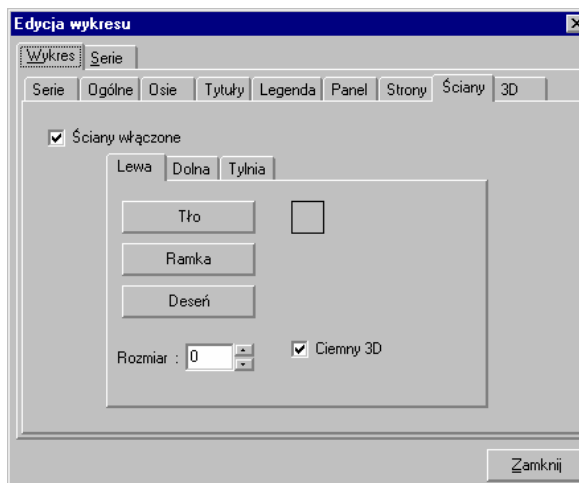 Edycja wykresu
Wykres Serie
Serie Ogólne Osie Tytuły Legenda Panel Strony Ściany 3D
Ściany włączone
Lewa Dolna Tylnia
Tło
Ramka
Deseń
Rozmiar : 0 Ciemny 3D
Zamknij